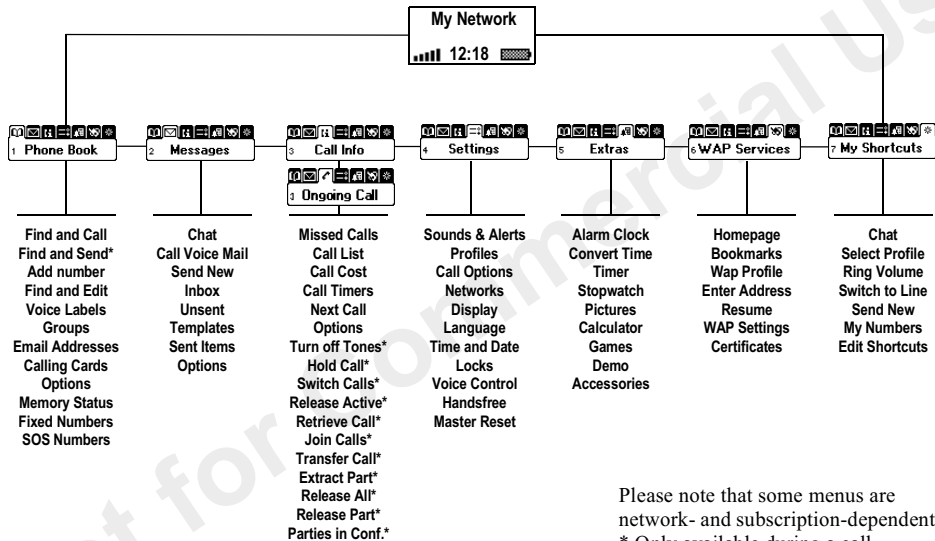 My Network
12:18
1 Phone Book
2 Messages
3 Call Info
4 Settings
5 Extras
6 WAP Services
7 My Shortcuts
3 Ongoing Call
Find and Call
Find and Send*
Add number
Find and Edit
Voice Labels
Groups
Email Addresses
Calling Cards
Options
Memory Status
Fixed Numbers
SOS Numbers
Chat
Call Voice Mail
Send New
Inbox
Unsent
Templates
Sent Items
Options
Missed Calls
Call List
Call Cost
Call Timers
Next Call
Options
Turn off Tones*
Hold Call*
Switch Calls*
Release Active*
Retrieve Call*
Join Calls*
Transfer Call*
Extract Part*
Release All*
Release Part*
Parties in Conf.*
Sounds & Alerts
Profiles
Call Options
Networks
Display
Language
Time and Date
Locks
Voice Control
Handsfree
Master Reset
Alarm Clock
Convert Time
Timer
Stopwatch
Pictures
Calculator
Games
Demo
Accessories
Homepage
Bookmarks
Wap Profile
Enter Address
Resume
WAP Settings
Certificates
Chat
Select Profile
Ring Volume
Switch to Line
Send New
My Numbers
Edit Shortcuts
Please note that some menus are
network- and subscription-dependent
* Only available during a call
for Commercial Us